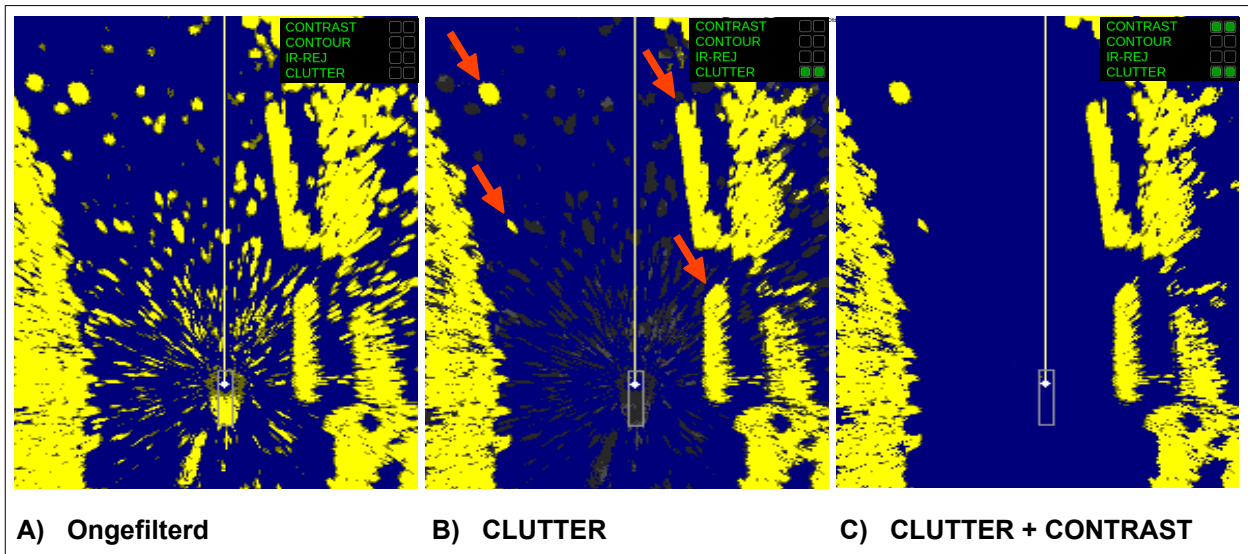 CONTRAST
CONTOUR
IR-REJ
CLUTTER
CONTRAST
CONTOUR
IR-REJ
CLUTTER
CONTRAST
CONTOUR
IR-REJ
CLUTTER
A) Ongefilterd
B) CLUTTER
C) CLUTTER + CONTRAST